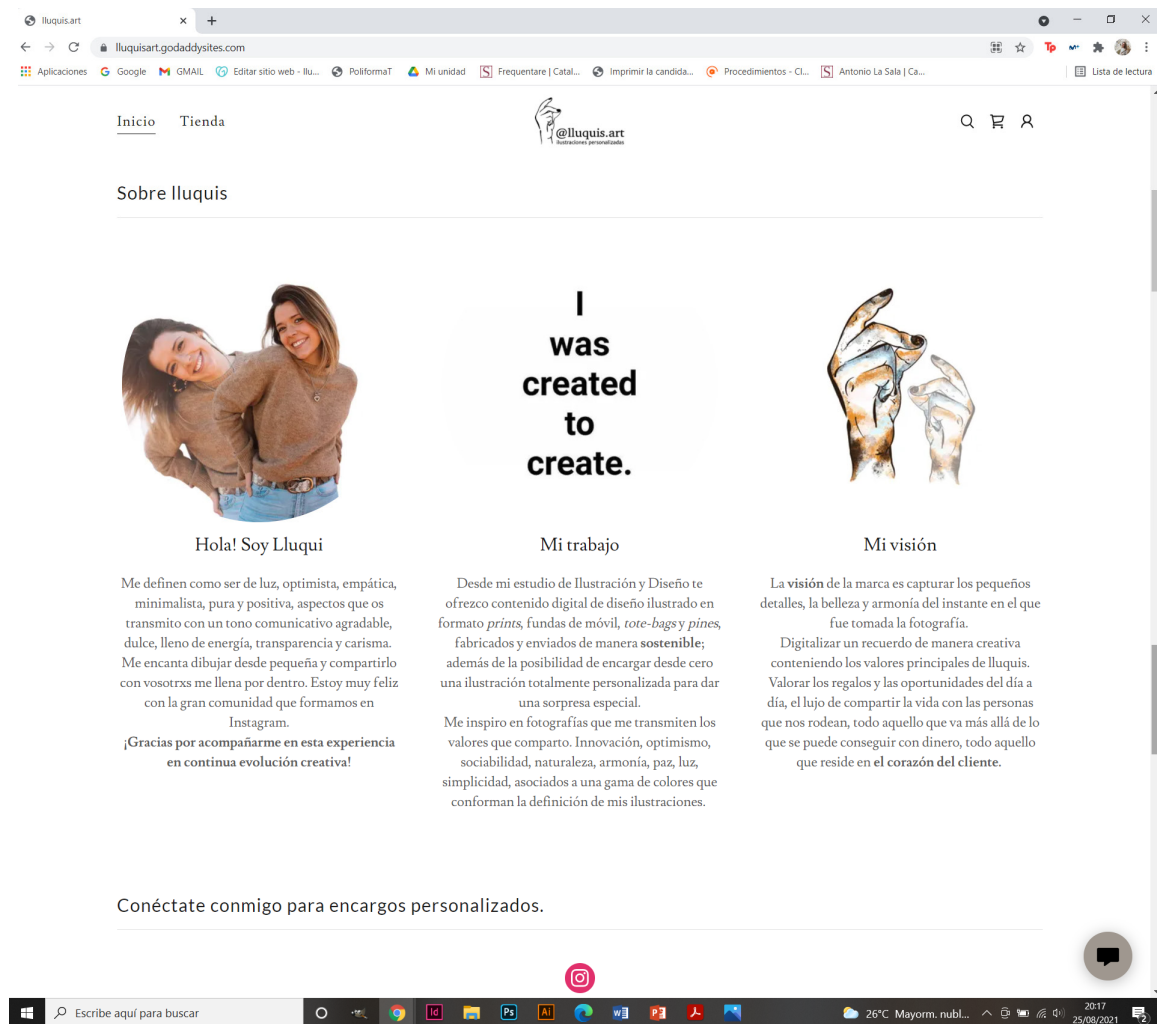 lluquis.art
lluquisart.godaddysites.com
Aplicaciones
Google
GMAIL
Editar sitio web - llu...
PoliformaT
Mi unidad
Frequentare | Catal...
Imprimir la candida...
Procedimientos - Cl...
Antonio La Sala | Ca...
Lista de lectura
Inicio
Tienda
@lluquis.art
ilustraciones personalizadas
Sobre lluquis
I
was
created
to
create.
Hola! Soy Lluqui
Me definen como ser de luz, optimista, empática,
minimalista, pura y positiva, aspectos que os
transmito con un tono comunicativo agradable,
dulce, lleno de energía, transparencia y carisma.
Me encanta dibujar desde pequeña y compartirlo
con vosotrxs me llena por dentro. Estoy muy feliz
con la gran comunidad que formamos en
Instagram.
¡Gracias por acompañarme en esta experiencia
en continua evolución creativa!
Mi trabajo
Desde mi estudio de Ilustración y Diseño te
ofrezco contenido digital de diseño ilustrado en
formato prints, fundas de móvil, tote-bags y pines,
fabricados y enviados de manera sostenible;
además de la posibilidad de encargar desde cero
una ilustración totalmente personalizada para dar
una sorpresa especial.
Me inspiro en fotografías que me transmiten los
valores que comparto. Innovación, optimismo,
sociabilidad, naturaleza, armonía, paz, luz,
simplicidad, asociados a una gama de colores que
conforman la definición de mis ilustraciones.
Mi visión
La visión de la marca es capturar los pequeños
detalles, la belleza y armonía del instante en el que
fue tomada la fotografía.
Digitalizar un recuerdo de manera creativa
conteniendo los valores principales de lluquis.
Valorar los regalos y las oportunidades del día a
día, el lujo de compartir la vida con las personas
que nos rodean, todo aquello que va más allá de lo
que se puede conseguir con dinero, todo aquello
que reside en el corazón del cliente.
Conéctate conmigo para encargos personalizados.
Escribe aquí para buscar
26°C Mayorm. nubl...
20:17
25/08/2021